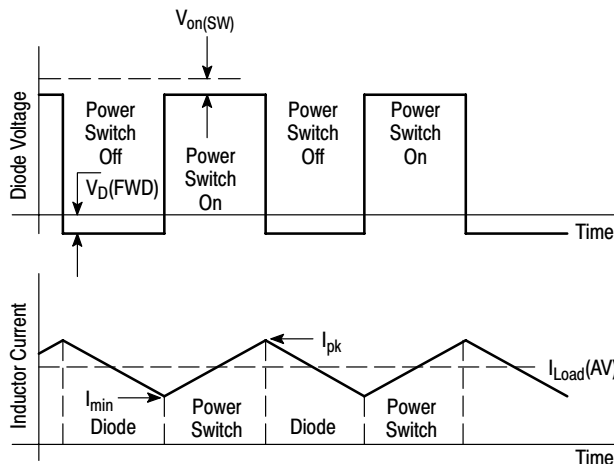 Von(SW)
Diode Voltage
Power
Switch
Off
Power
Switch
On
Power
Switch
Off
Power
Switch
On
VD(FWD)
Time
Inductor Current
Ipk
ILoad(AV)
Imin
Diode
Power
Switch
Diode
Power
Switch
Time